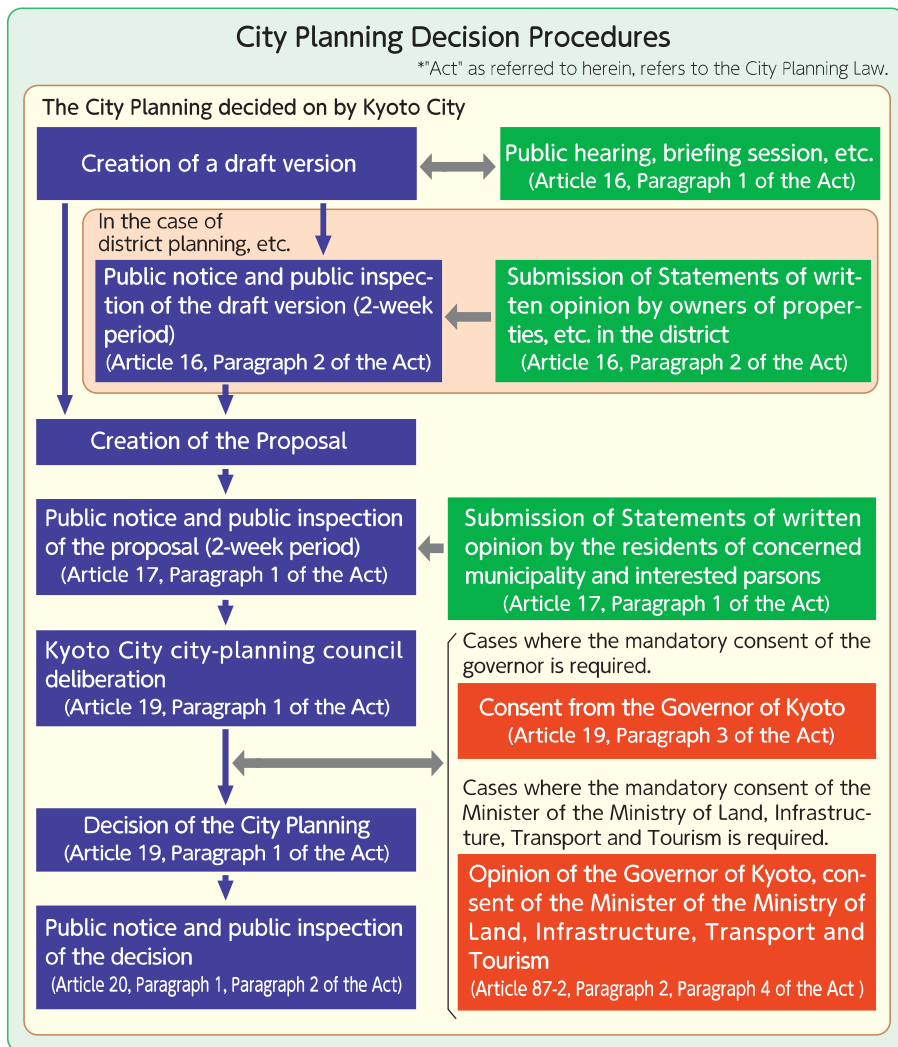 City Planning Decision Procedures
*"Act" as referred to herein, refers to the City Planning Law.
The City Planning decided on by Kyoto City
Creation of a draft version
Public hearing, briefing session, etc.
(Article 16, Paragraph 1 of the Act)
In the case of
district planning, etc.
Public notice and public inspec-
tion of the draft version (2-week
period)
(Article 16, Paragraph 2 of the Act)
Submission of Statements of writ-
ten opinion by owners of proper-
ties, etc. in the district
(Article 16, Paragraph 2 of the Act)
Creation of the Proposal
Public notice and public inspection
of the proposal (2-week period)
(Article 17, Paragraph 1 of the Act)
Submission of Statements of written
opinion by the residents of concerned
municipality and interested parsons
(Article 17, Paragraph 1 of the Act)
Kyoto City city-planning council
deliberation
(Article 19, Paragraph 1 of the Act)
Cases where the mandatory consent of the
governor is required.
Consent from the Governor of Kyoto
(Article 19, Paragraph 3 of the Act)
Cases where the mandatory consent of the
Minister of the Ministry of Land, Infrastruc-
ture, Transport and Tourism is required.
Opinion of the Governor of Kyoto, con-
sent of the Minister of the Ministry of
Land, Infrastructure, Transport and
Tourism
(Article 87-2, Paragraph 2, Paragraph 4 of the Act )
Decision of the City Planning
(Article 19, Paragraph 1 of the Act)
Public notice and public inspection
of the decision
(Article 20, Paragraph 1, Paragraph 2 of the Act)